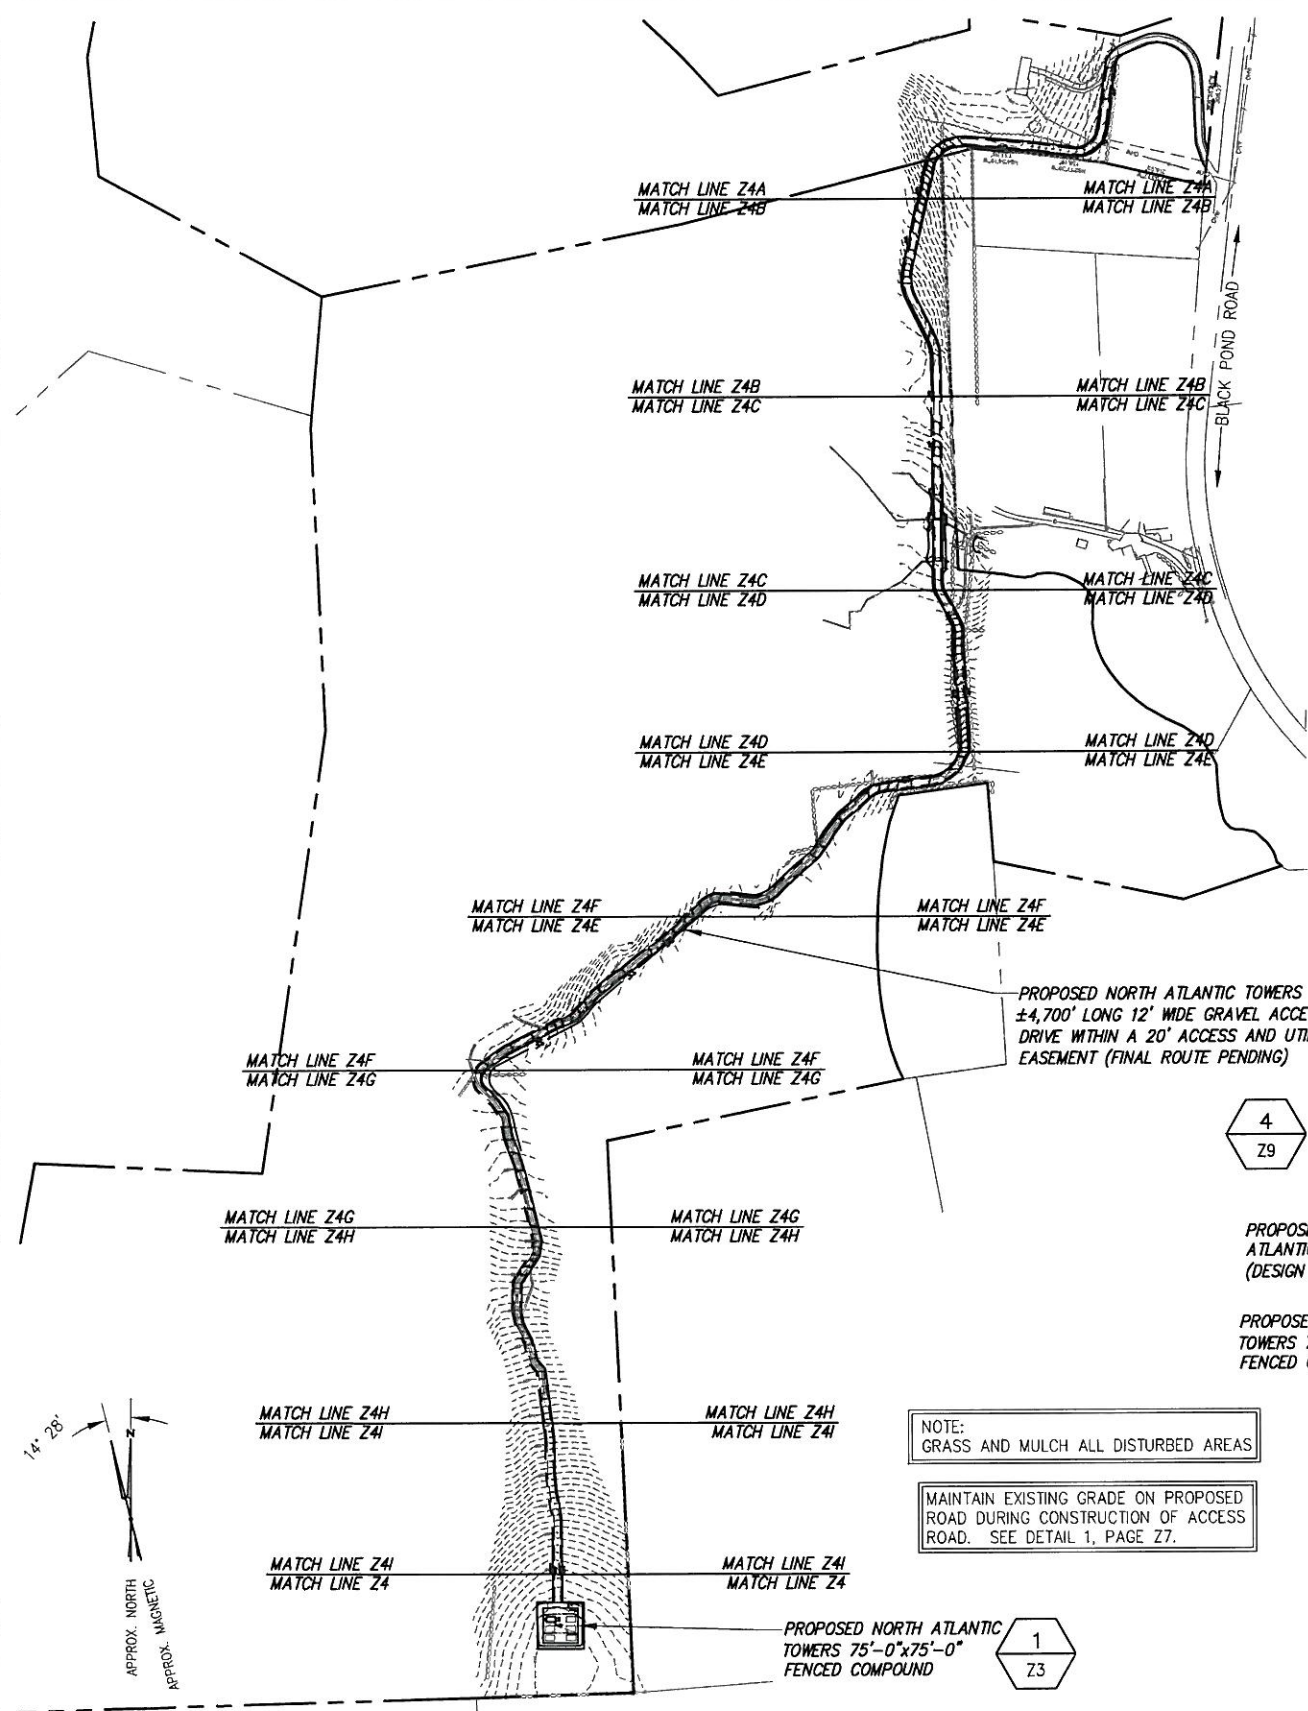 MATCH LINE Z4A
MATCH LINE Z4B
MATCH LINE Z4A
MATCH LINE Z4B
BLACK POND ROAD
MATCH LINE Z4B
MATCH LINE Z4C
MATCH LINE Z4B
MATCH LINE Z4C
MATCH LINE Z4C
MATCH LINE Z4D
MATCH LINE Z4C
MATCH LINE Z4D
MATCH LINE Z4D
MATCH LINE Z4E
MATCH LINE Z4D
MATCH LINE Z4E
MATCH LINE Z4F
MATCH LINE Z4E
MATCH LINE Z4F
MATCH LINE Z4E
PROPOSED NORTH ATLANTIC TOWERS
±4,700' LONG 12' WIDE GRAVEL ACCE
DRIVE WITHIN A 20' ACCESS AND UTI
EASEMENT (FINAL ROUTE PENDING)
MATCH LINE Z4F
MATCH LINE Z4G
MATCH LINE Z4F
MATCH LINE Z4G
4
Z9
MATCH LINE Z4G
MATCH LINE Z4H
MATCH LINE Z4G
MATCH LINE Z4H
PROPOS
ATLANTI
(DESIGN
PROPOSE
TOWERS
FENCED
MATCH LINE Z4H
MATCH LINE Z4I
MATCH LINE Z4H
MATCH LINE Z4I
14° 28'
N
APPROX. NORTH
APPROX. MAGNETIC
NOTE:
GRASS AND MULCH ALL DISTURBED AREAS
MAINTAIN EXISTING GRADE ON PROPOSED
ROAD DURING CONSTRUCTION OF ACCESS
ROAD. SEE DETAIL 1, PAGE Z7.
MATCH LINE Z4I
MATCH LINE Z4
MATCH LINE Z4I
MATCH LINE Z4
PROPOSED NORTH ATLANTIC
TOWERS 75'-0"x75'-0"
FENCED COMPOUND
1
Z3